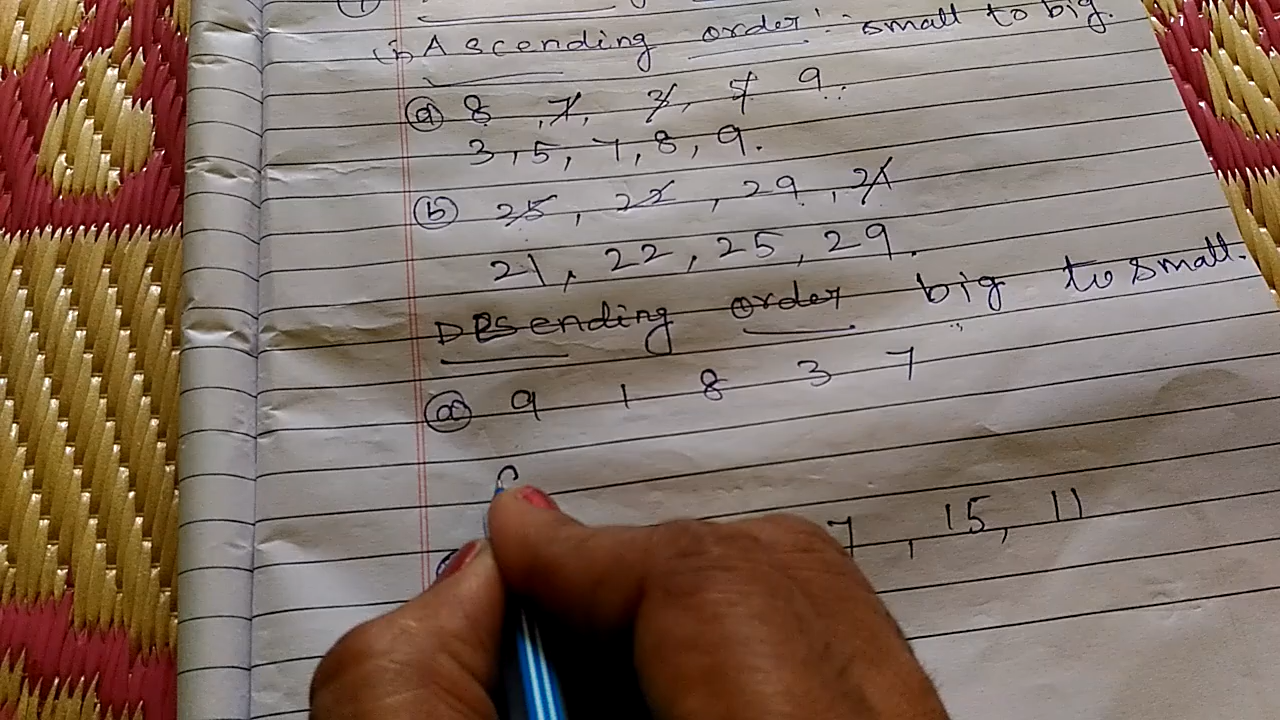 (i) Ascending order: small to big.
(a) 8, 7, 3, 5 9.
3, 5, 7, 8, 9.
(b) 25, 22, 29, 21
21, 22, 25, 29.
Desending order big to small.
(a) 9 1 8 3 7
7, 15, 11